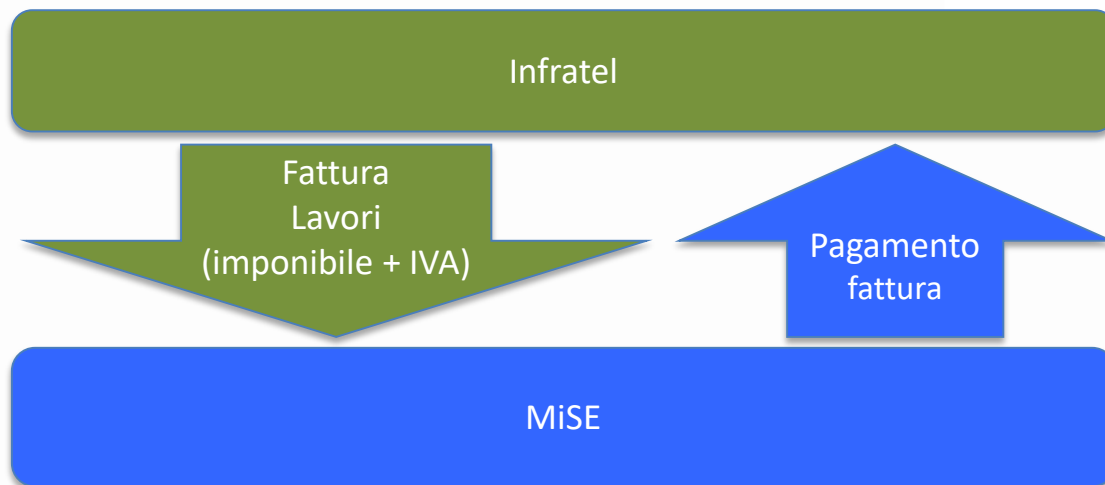 Infratel
Fattura
Lavori
(imponibile + IVA)
Pagamento
fattura
MiSE